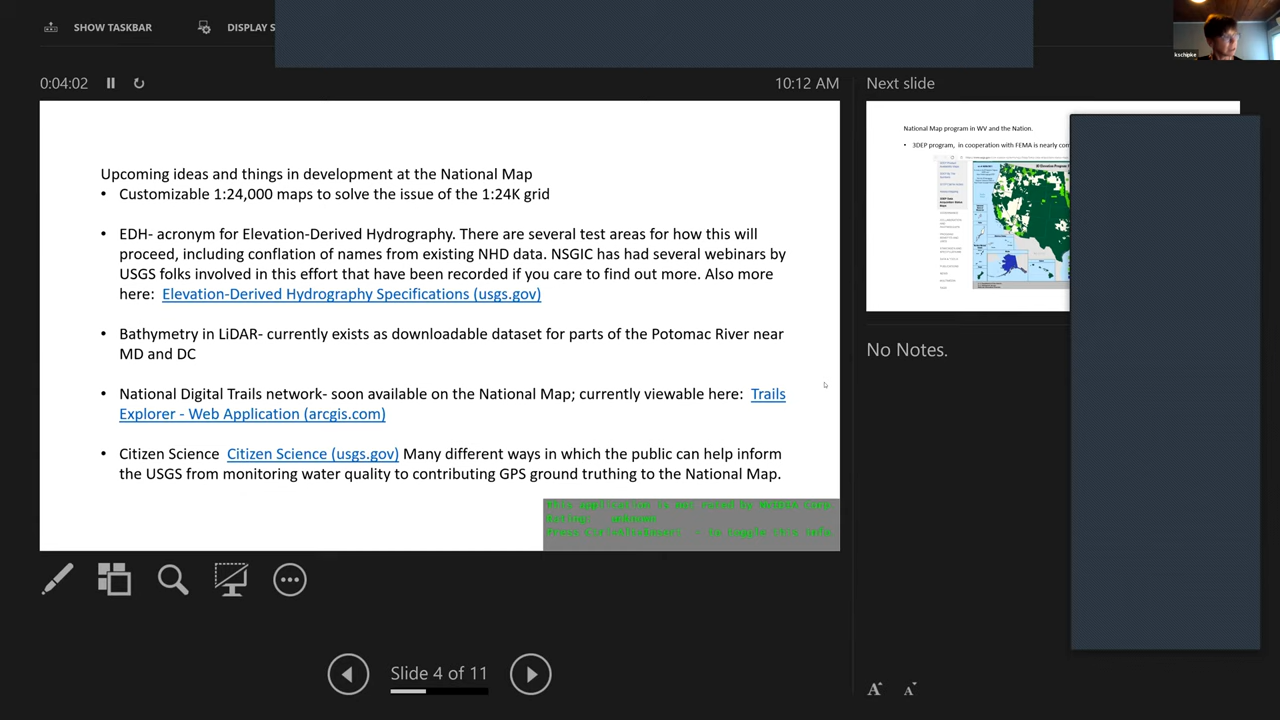 SHOW TASKBAR
DISPLAY S
kschipke
0:04:02
10:12 AM
Next slide
Upcoming ideas and things in development at the National Map
• Customizable 1:24,000 maps to solve the issue of the 1:24K grid
• EDH- acronym for Elevation-Derived Hydrography. There are several test areas for how this will
proceed, including conflation of names from existing NHD data. NSGIC has had several webinars by
USGS folks involved in this effort that have been recorded if you care to find out more. Also more
here: Elevation-Derived Hydrography Specifications (usgs.gov)
• Bathymetry in LiDAR- currently exists as downloadable dataset for parts of the Potomac River near
MD and DC
• National Digital Trails network- soon available on the National Map; currently viewable here: Trails
Explorer - Web Application (arcgis.com)
• Citizen Science Citizen Science (usgs.gov) Many different ways in which the public can help inform
the USGS from monitoring water quality to contributing GPS ground truthing to the National Map.
This application is
to toggle this info
National Map program in WV and the Nation.
• 3DEP program, in cooperation with FEMA is nearly com
No Notes.
Slide 4 of 11
A
A